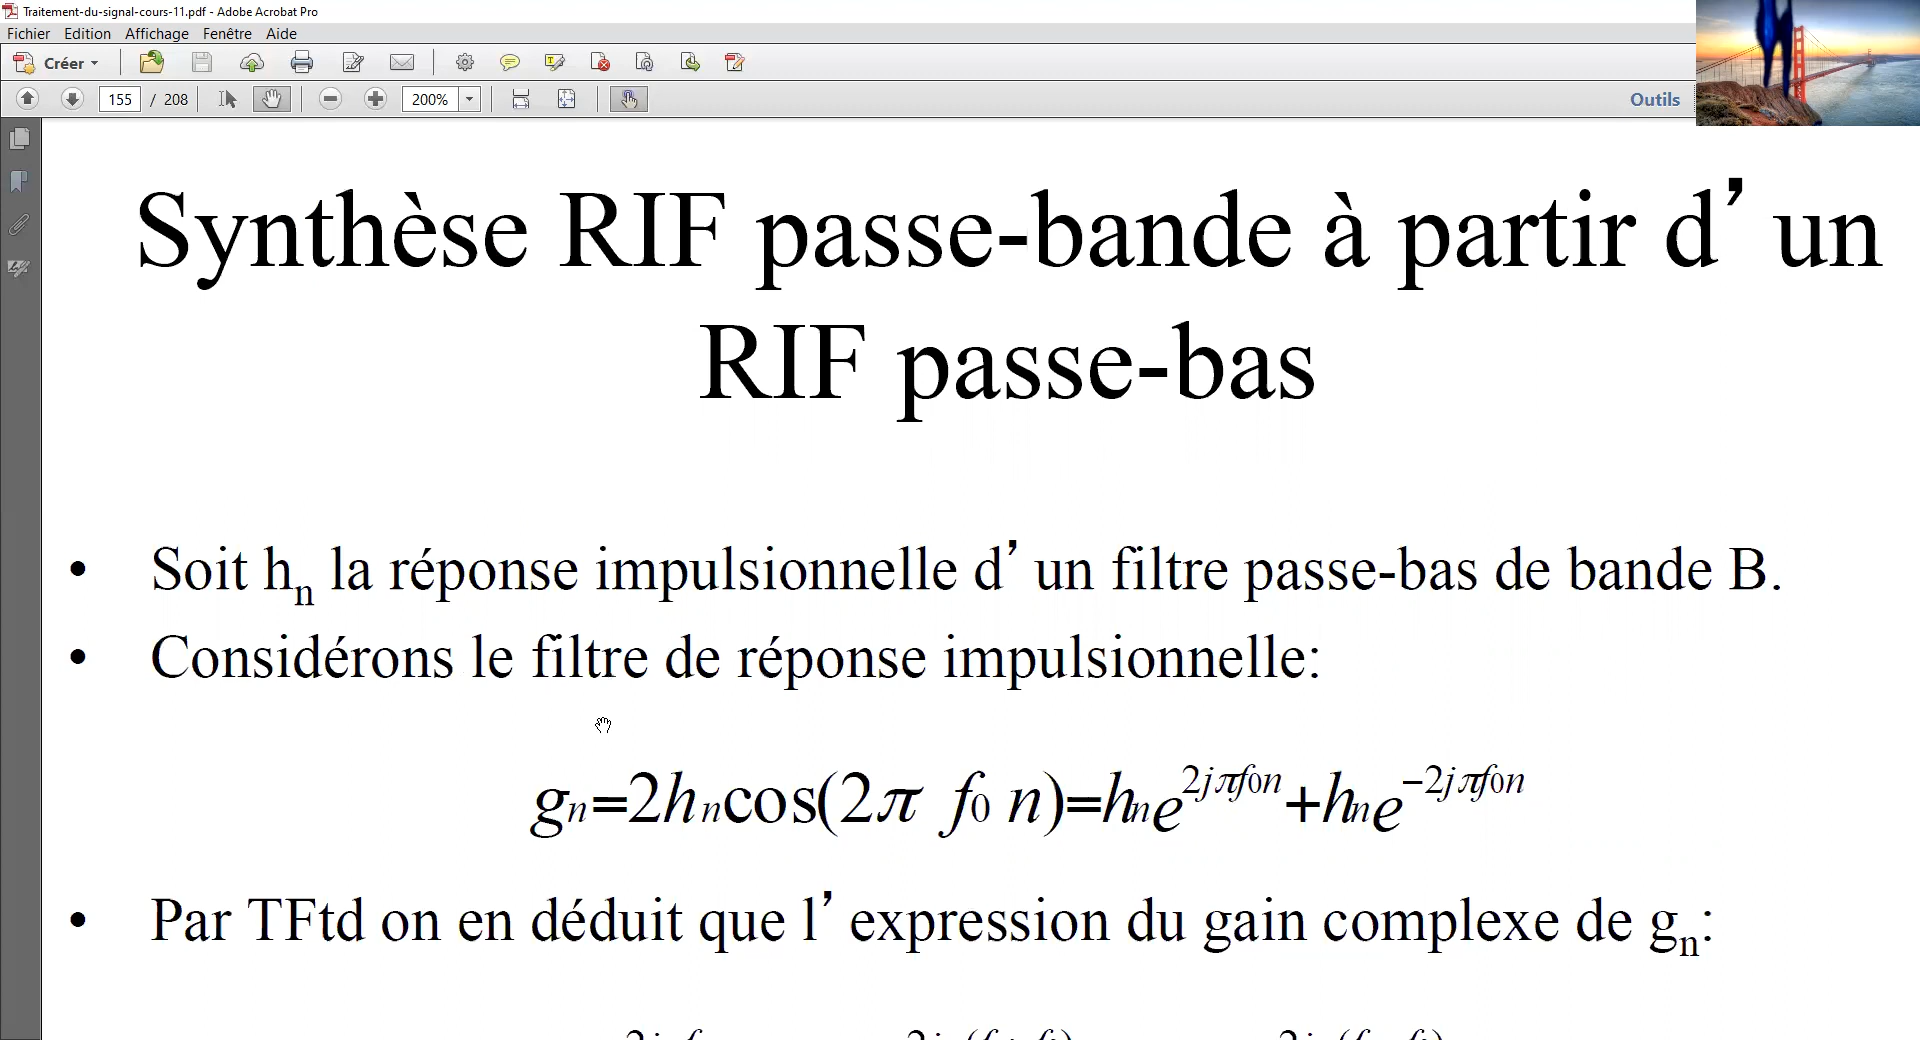 Traitement-du-signal-cours-11.pdf - Adobe Acrobat Pro
Fichier Edition Affichage Fenêtre Aide
Créer
155 / 208 200% Outils
Synthèse RIF passe-bande à partir d’ un
RIF passe-bas
• Soit hn la réponse impulsionnelle d’ un filtre passe-bas de bande B.
• Considérons le filtre de réponse impulsionnelle:
gn=2hncos(2π f0 n)=hne^2jπf0n+hne^−2jπf0n
• Par TFtd on en déduit que l’ expression du gain complexe de gn: